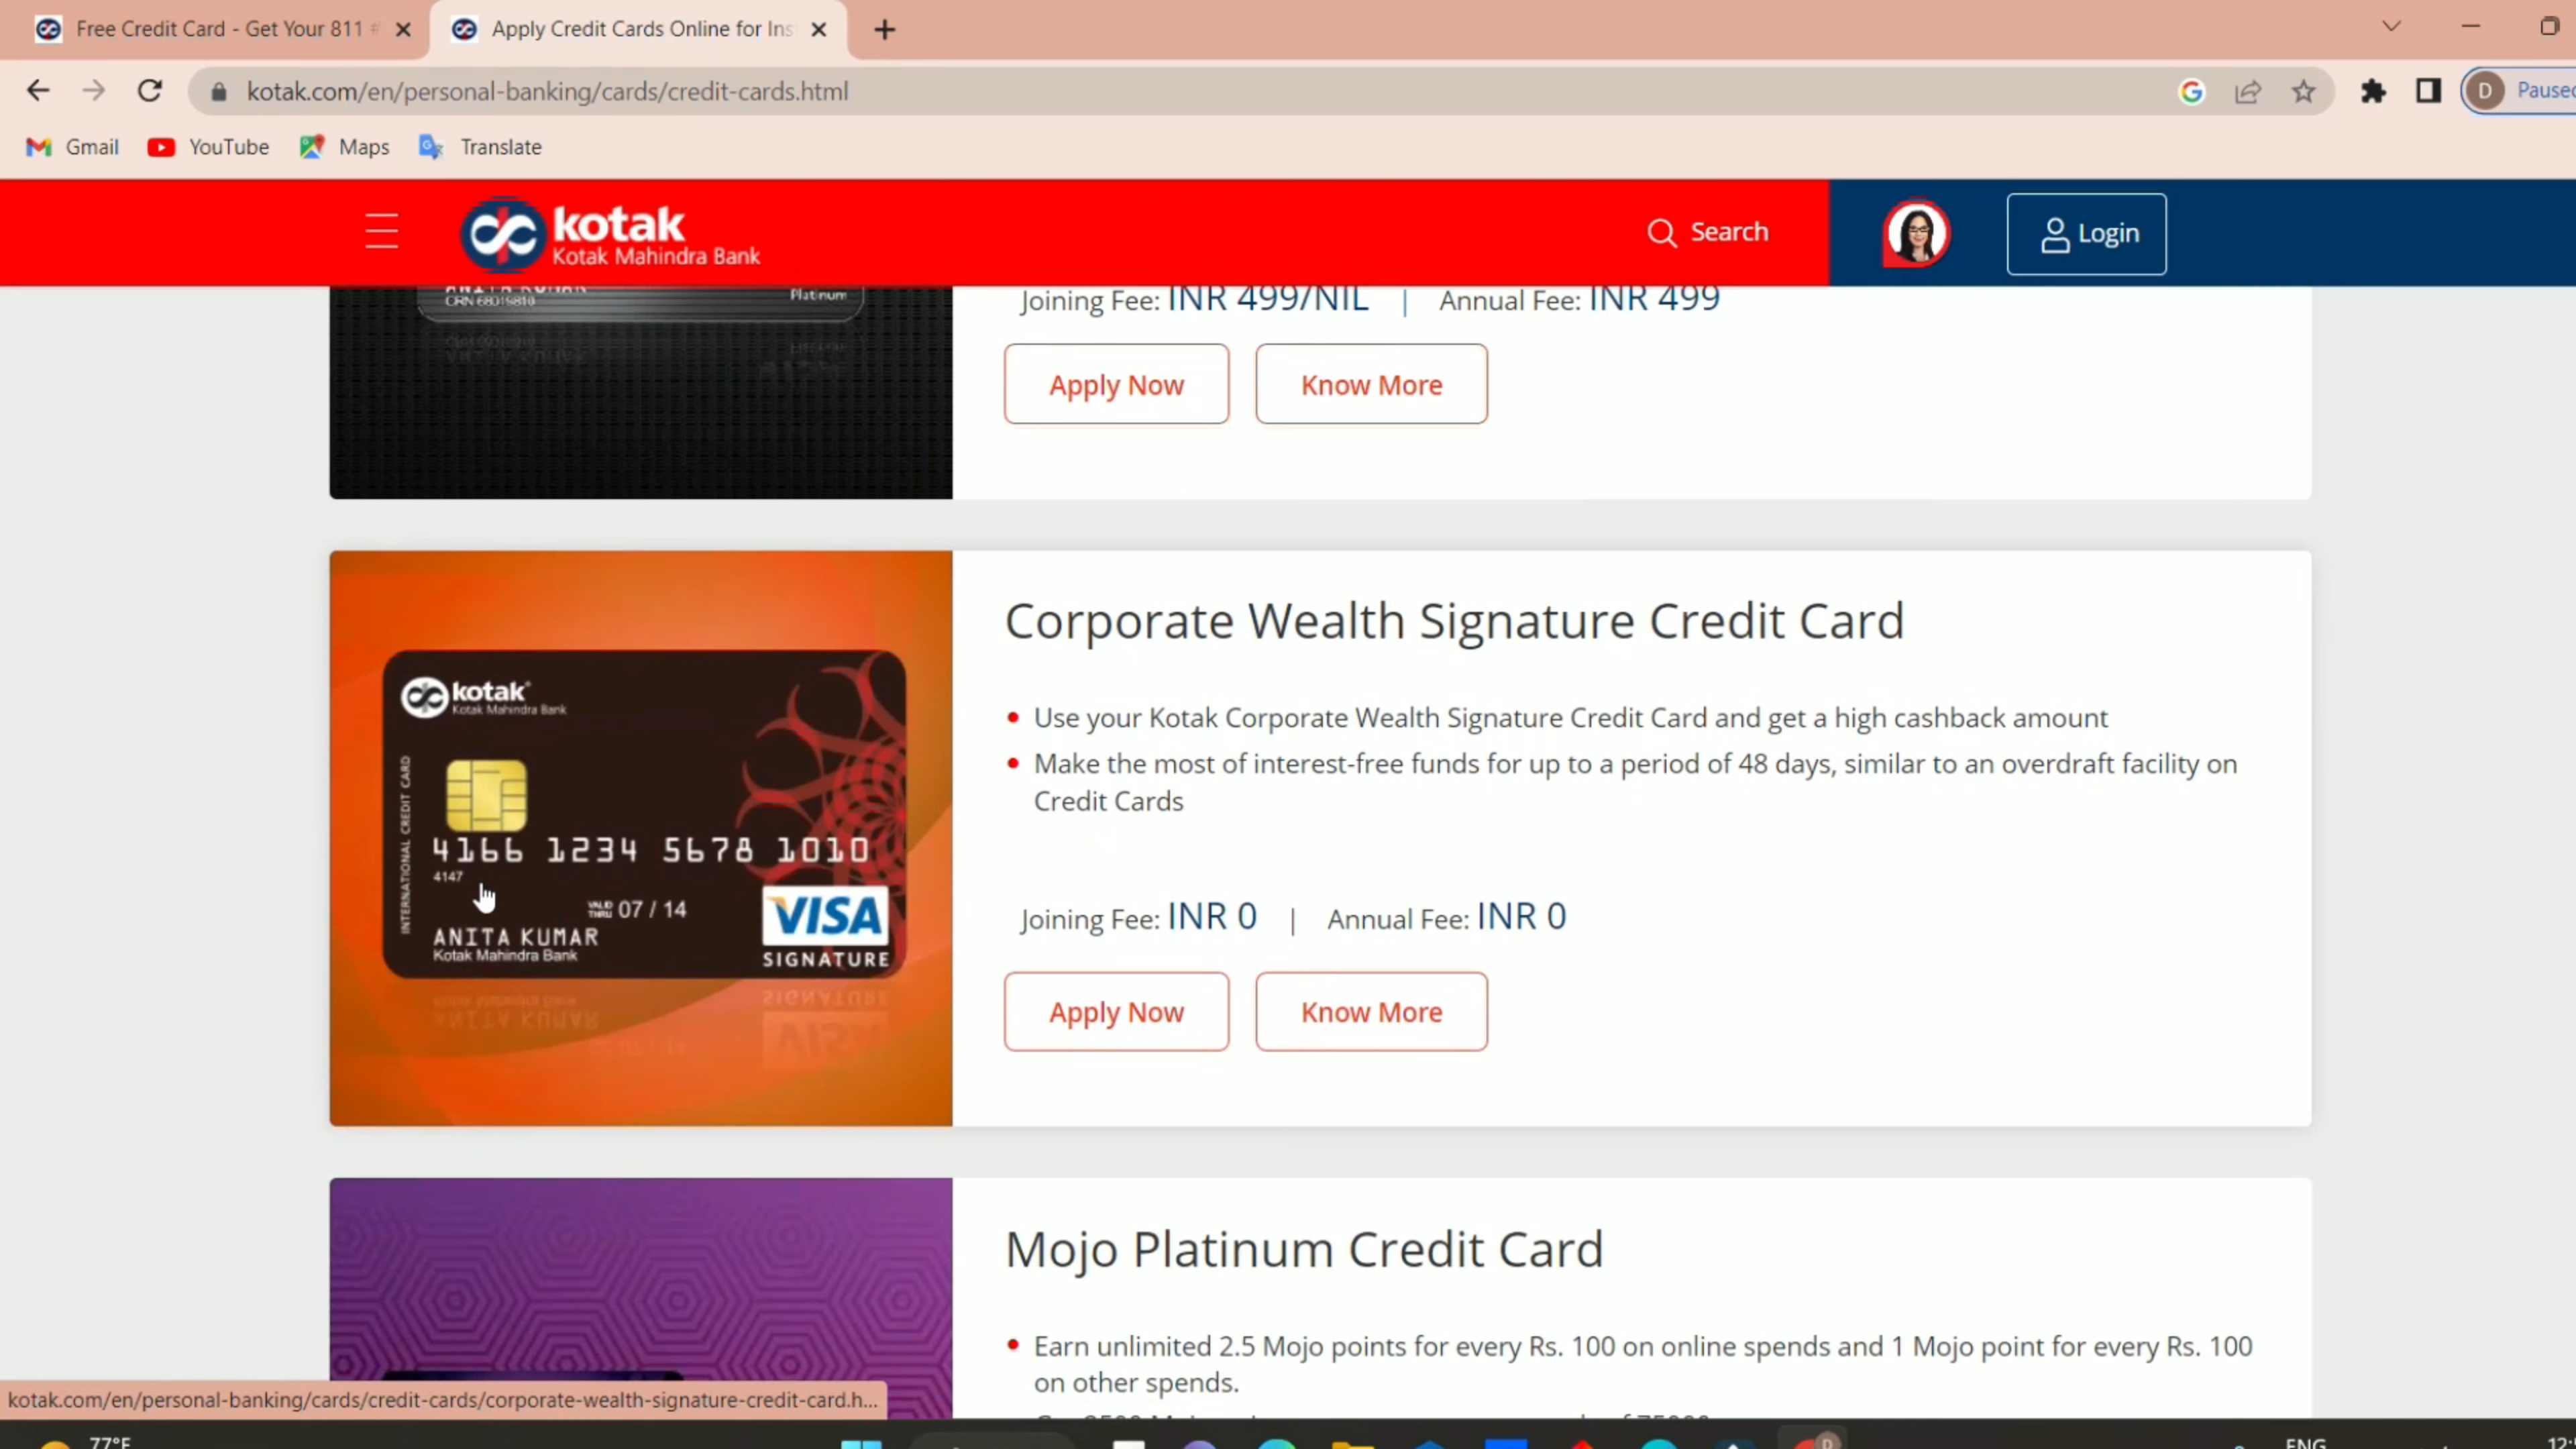 Free Credit Card - Get Your 811 #
Apply Credit Cards Online for Ins
kotak.com/en/personal-banking/cards/credit-cards.html
D
Paused
Gmail
YouTube
Maps
Translate
kotak
Kotak Mahindra Bank
Search
Login
ANITA KUMAR
CRN 68019810
Platinum
Joining Fee: INR 499/NIL | Annual Fee: INR 499
Apply Now
Know More
kotak
Kotak Mahindra Bank
INTERNATIONAL CREDIT CARD
4166 1234 5678 1010
4147
VALID THRU 07 / 14
ANITA KUMAR
Kotak Mahindra Bank
VISA
SIGNATURE
Corporate Wealth Signature Credit Card
Use your Kotak Corporate Wealth Signature Credit Card and get a high cashback amount
Make the most of interest-free funds for up to a period of 48 days, similar to an overdraft facility on
Credit Cards
Joining Fee: INR 0 | Annual Fee: INR 0
Apply Now
Know More
Mojo Platinum Credit Card
Earn unlimited 2.5 Mojo points for every Rs. 100 on online spends and 1 Mojo point for every Rs. 100
on other spends.
kotak.com/en/personal-banking/cards/credit-cards/corporate-wealth-signature-credit-card.h...
77°F
ENG